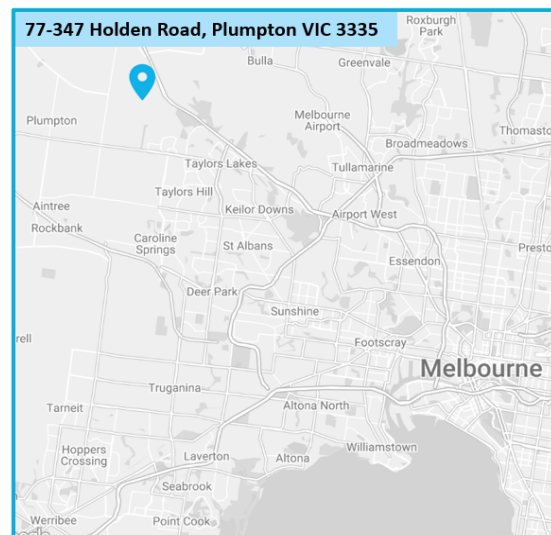 77-347 Holden Road, Plumpton VIC 3335
Roxburgh
Park
Bulla
Greenvale
Plumpton
Melbourne
Airport
Thomasto
Broadmeadows
Taylors Lakes
Tullamarine
Taylors Hill
Aintree
Keilor Downs
Airport West
Rockbank
Caroline
Springs
St Albans
Presto
Essendon
Deer Park
Sunshine
rell
Footscray
Melbourne
Truganina
Tarneit
Altona North
Hoppers
Crossing
Williamstown
Laverton
Altona
Seabrook
Werribee
Point Cook